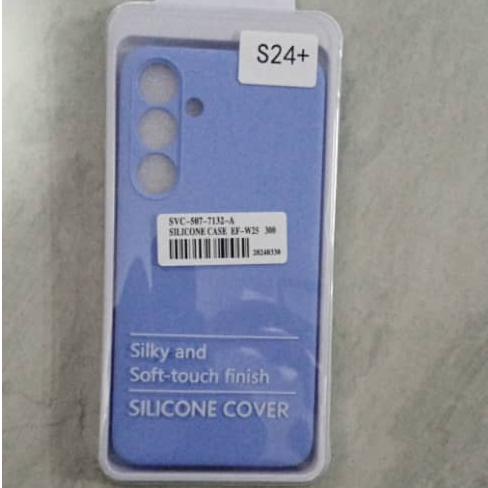 S24+
SVC-507-7132-A
SILICONE CASE EF-W25 300
20240330
Silky and
Soft-touch finish
SILICONE COVER